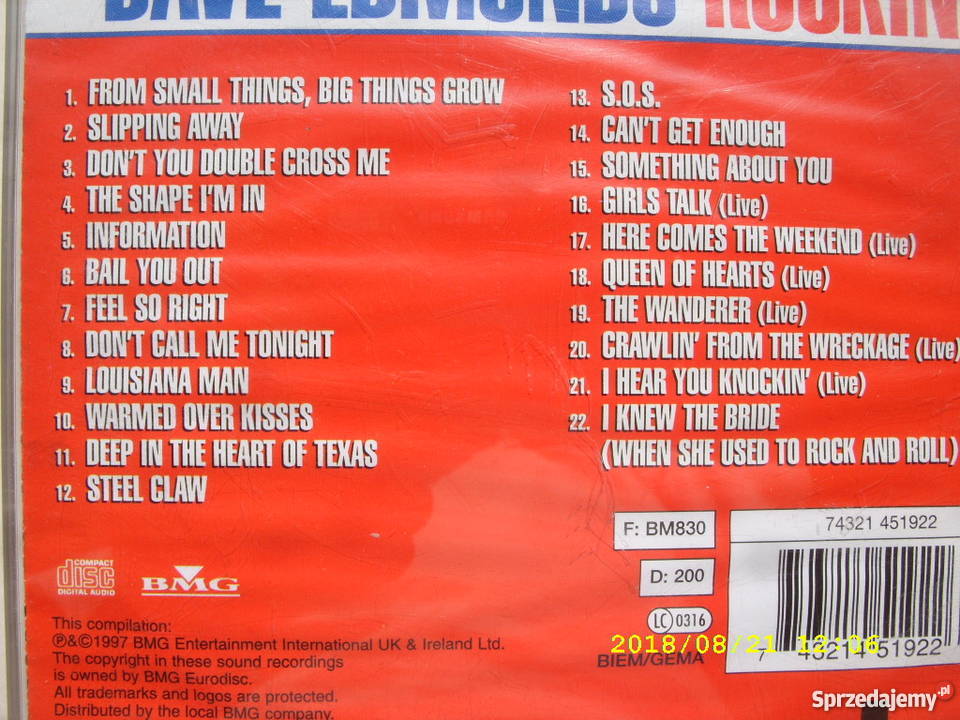 DAVE EDMUNDS ROCKIN
1. FROM SMALL THINGS, BIG THINGS GROW
2. SLIPPING AWAY
3. DON'T YOU DOUBLE CROSS ME
4. THE SHAPE I'M IN
5. INFORMATION
6. BAIL YOU OUT
7. FEEL SO RIGHT
8. DON'T CALL ME TONIGHT
9. LOUISIANA MAN
10. WARMED OVER KISSES
11. DEEP IN THE HEART OF TEXAS
12. STEEL CLAW
13. S.O.S.
14. CAN'T GET ENOUGH
15. SOMETHING ABOUT YOU
16. GIRLS TALK (Live)
17. HERE COMES THE WEEKEND (Live)
18. QUEEN OF HEARTS (Live)
19. THE WANDERER (Live)
20. CRAWLIN' FROM THE WRECKAGE (Live)
21. I HEAR YOU KNOCKIN' (Live)
22. I KNEW THE BRIDE
(WHEN SHE USED TO ROCK AND ROLL)
F: BM830
D: 200
LC 0316
BIEM/GEMA
74321 451922
7 43214 51922
COMPACT
disc
DIGITAL AUDIO
BMG
This compilation:
℗&©1997 BMG Entertainment International UK & Ireland Ltd.
The copyright in these sound recordings
is owned by BMG Eurodisc.
All trademarks and logos are protected.
Distributed by the local BMG company.
2018/08/21 12:06
Sprzedajemy.pl